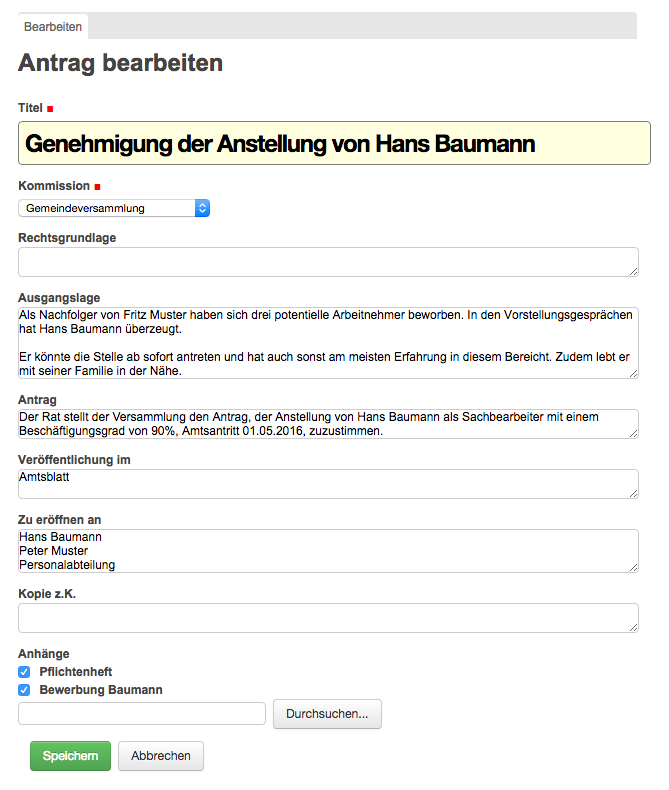 Bearbeiten
Antrag bearbeiten
Titel
Genehmigung der Anstellung von Hans Baumann
Kommission
Gemeindeversammlung
Rechtsgrundlage
Ausgangslage
Als Nachfolger von Fritz Muster haben sich drei potentielle Arbeitnehmer beworben. In den Vorstellungsgesprächen
hat Hans Baumann überzeugt.
Er könnte die Stelle ab sofort antreten und hat auch sonst am meisten Erfahrung in diesem Bereicht. Zudem lebt er
mit seiner Familie in der Nähe.
Antrag
Der Rat stellt der Versammlung den Antrag, der Anstellung von Hans Baumann als Sachbearbeiter mit einem
Beschäftigungsgrad von 90%, Amtsantritt 01.05.2016, zuzustimmen.
Veröffentlichung im
Amtsblatt
Zu eröffnen an
Hans Baumann
Peter Muster
Personalabteilung
Kopie z.K.
Anhänge
Pflichtenheft
Bewerbung Baumann
Durchsuchen...
Speichern Abbrechen